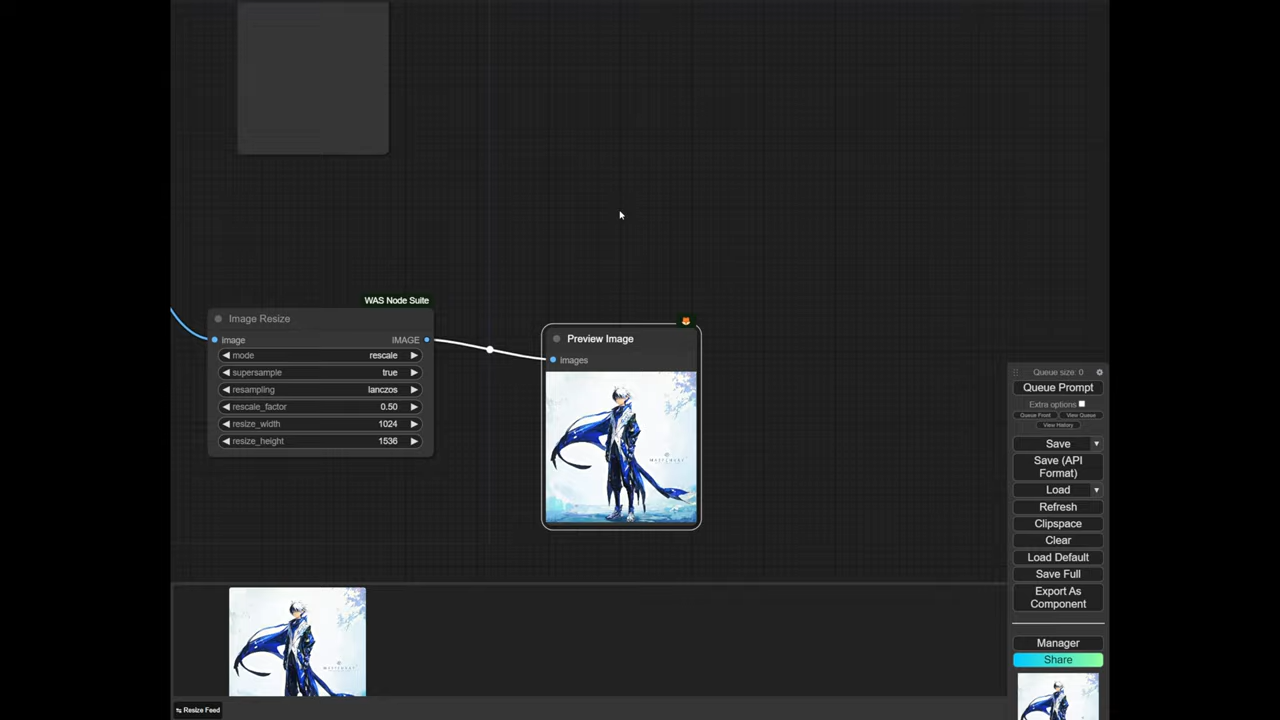 WAS Node Suite
Image Resize
image
IMAGE
mode
rescale
supersample
true
resampling
lanczos
rescale_factor
0.50
resize_width
1024
resize_height
1536
Preview Image
images
Queue size: 0
Queue Prompt
Extra options
Queue Front
View Queue
View History
Save
Save (API
Format)
Load
Refresh
Clipspace
Clear
Load Default
Save Full
Export As
Component
Manager
Share
Resize Feed